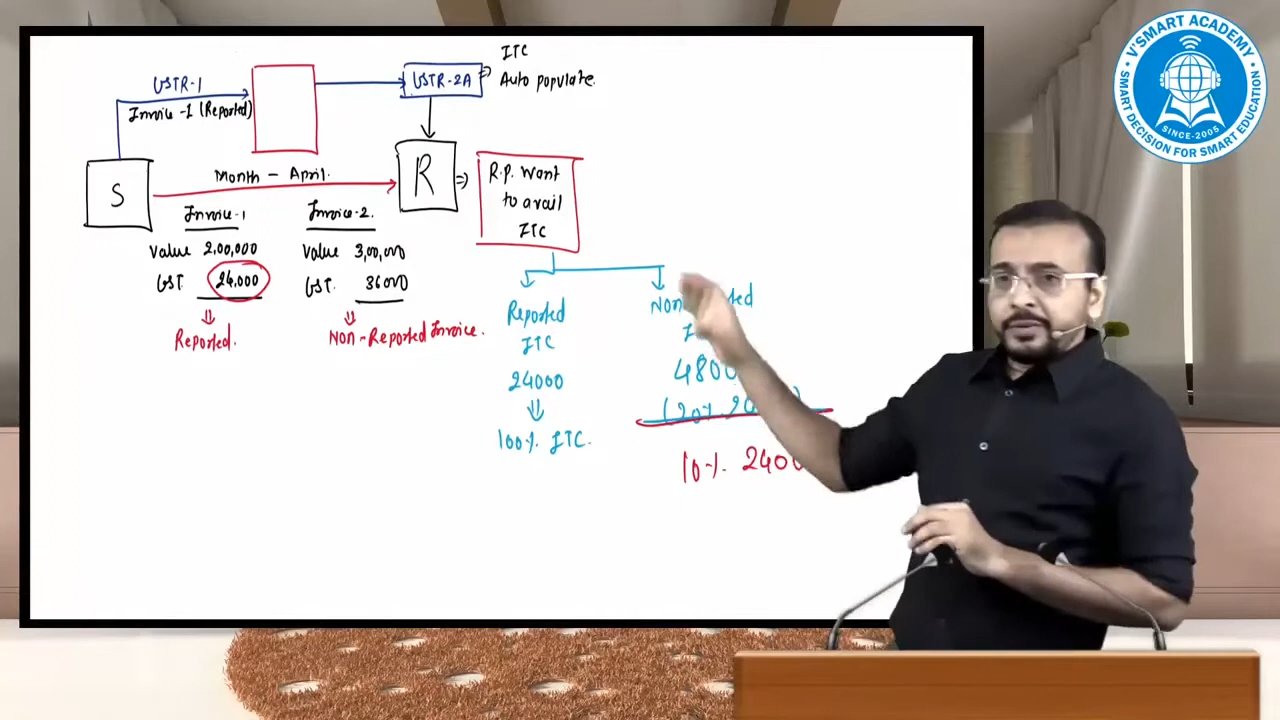 GSTR-1
Invoice-1 (Reported)
GSTR-2A
ITC
Auto populate.
S
Month - April.
R
R.P. Want
to avail
ITC
Invoice-1
Value 2,00,000
GST 24,000
Reported.
Invoice-2.
Value 3,00,000
GST. 36000
Non-Reported Invoice.
Reported
ITC
24000
100% ITC.
Non
(20%
10%
V'SMART ACADEMY
SINCE-2005
SMART DECISION FOR SMART EDUCATION